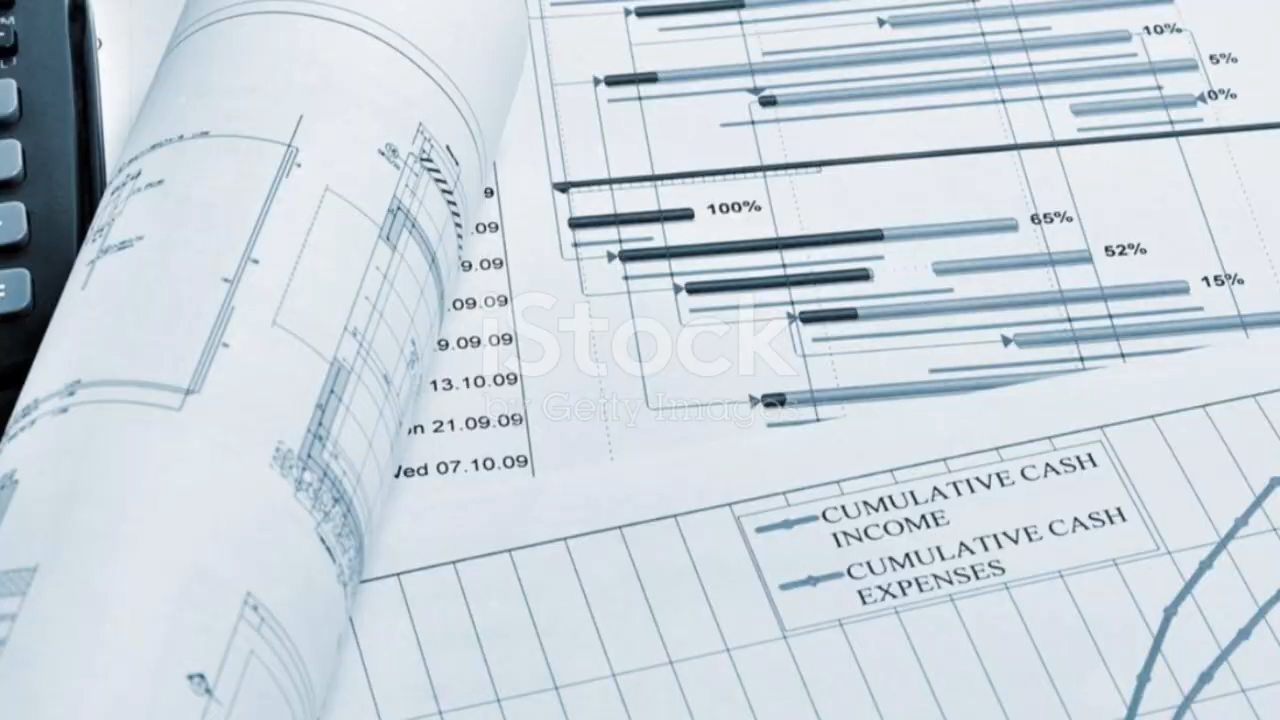 10%
5%
0%
100%
65%
52%
15%
9
.09
9.09
.09.09
9.09.09
13.10.09
21.09.09
Wed 07.10.09
iStock
by Getty Images
CUMULATIVE CASH
INCOME
CUMULATIVE CASH
EXPENSES